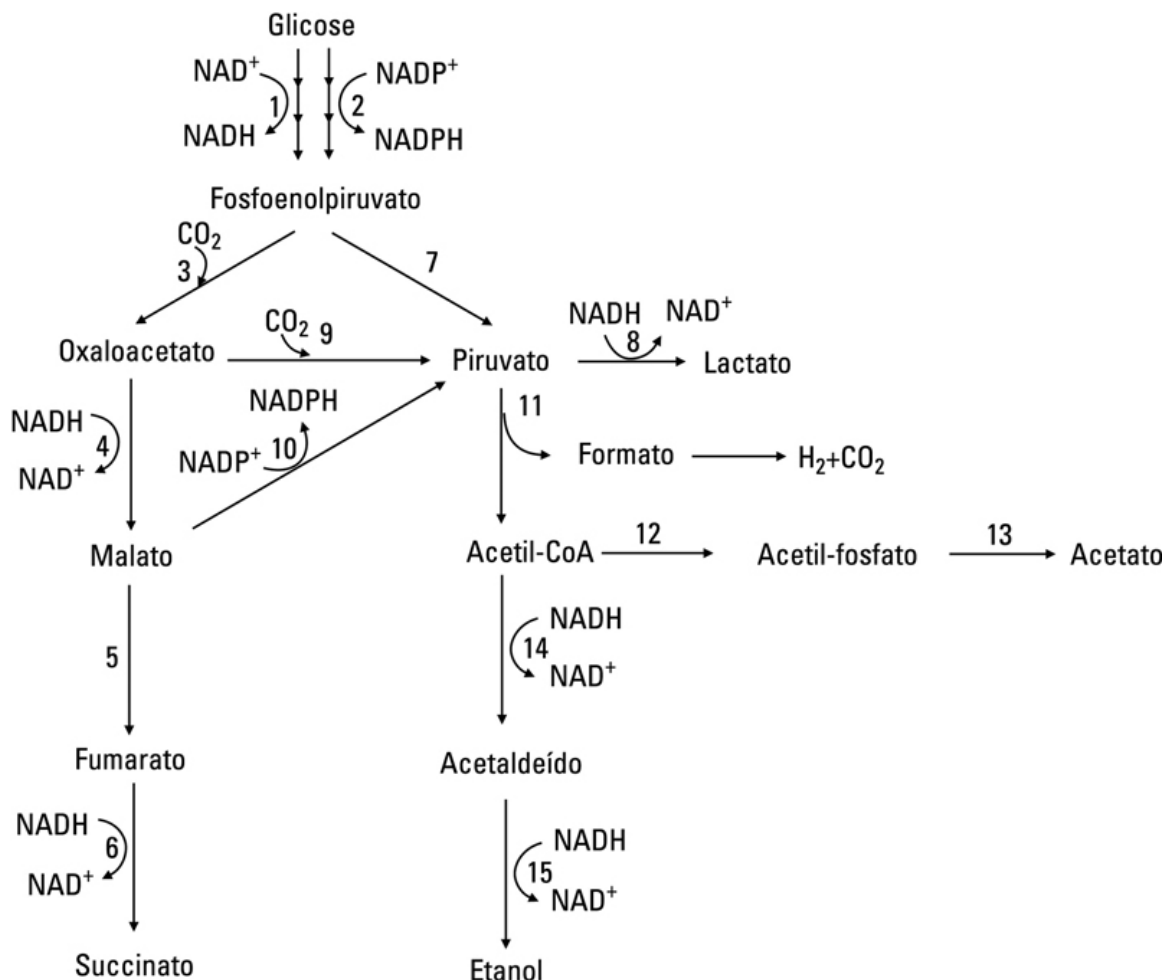 Glicose
NAD⁺
NADP⁺
1
2
NADH
NADPH
Fosfoenolpiruvato
CO₂
3
7
Oxaloacetato
CO₂
9
Piruvato
NADH
NAD⁺
8
Lactato
NADH
4
NAD⁺
NADPH
NADP⁺
10
11
Formato
H₂+CO₂
Malato
Acetil-CoA
12
Acetil-fosfato
13
Acetato
5
NADH
14
NAD⁺
Fumarato
Acetaldeído
NADH
6
NAD⁺
NADH
15
NAD⁺
Succinato
Etanol